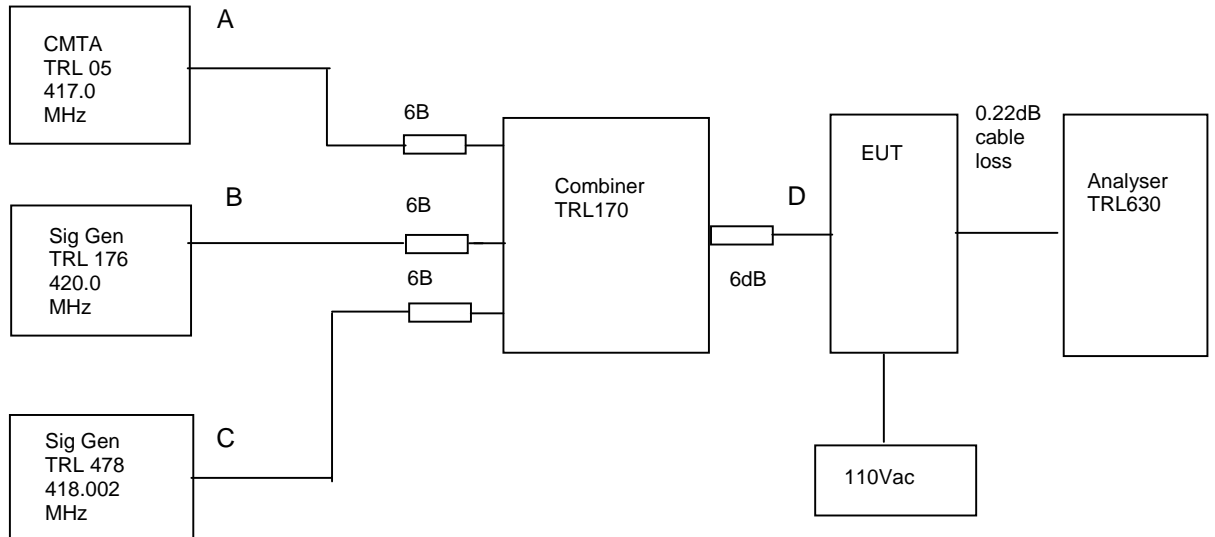 A
CMTA
TRL 05
417.0
MHz
6B
B
Sig Gen
TRL 176
420.0
MHz
6B
6B
C
Sig Gen
TRL 478
418.002
MHz
Combiner
TRL170
6dB
D
EUT
0.22dB
cable
loss
Analyser
TRL630
110Vac